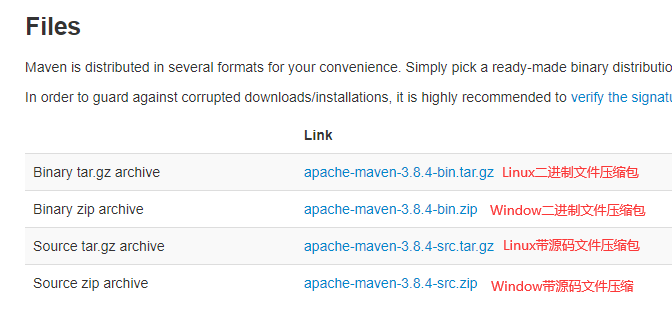 Files
Maven is distributed in several formats for your convenience. Simply pick a ready-made binary distributio
In order to guard against corrupted downloads/installations, it is highly recommended to verify the signatu
Link
Binary tar.gz archive apache-maven-3.8.4-bin.tar.gz Linux二进制文件压缩包
Binary zip archive apache-maven-3.8.4-bin.zip Window二进制文件压缩包
Source tar.gz archive apache-maven-3.8.4-src.tar.gz Linux带源码文件压缩包
Source zip archive apache-maven-3.8.4-src.zip Window带源码文件压缩